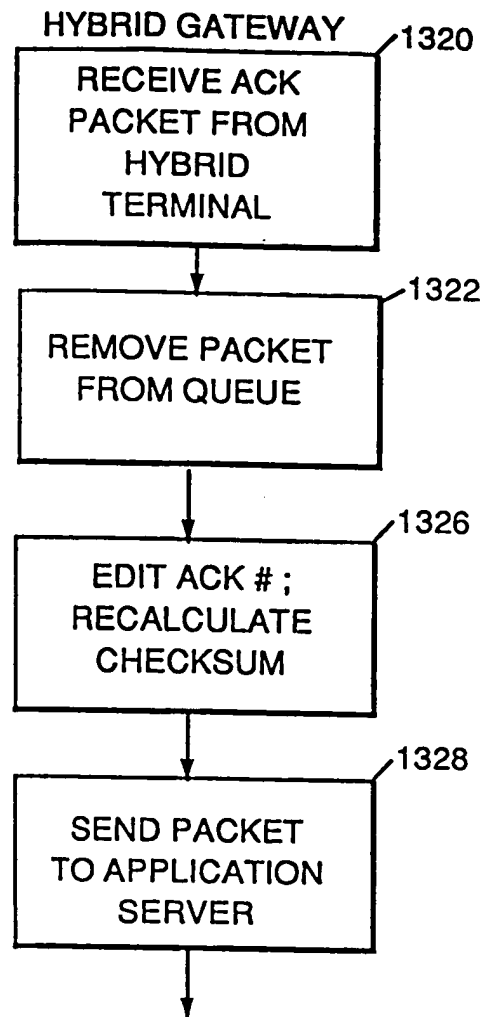 HYBRID GATEWAY
1320
RECEIVE ACK
PACKET FROM
HYBRID
TERMINAL
1322
REMOVE PACKET
FROM QUEUE
1326
EDIT ACK # ;
RECALCULATE
CHECKSUM
1328
SEND PACKET
TO APPLICATION
SERVER